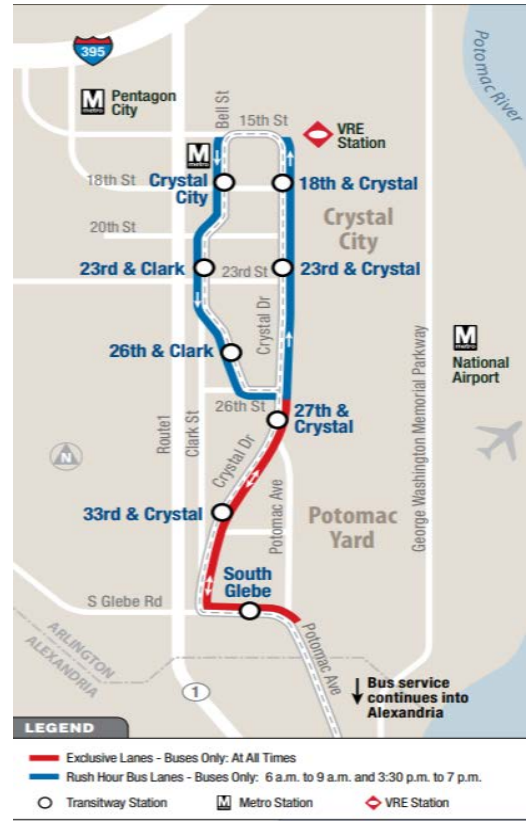 395
Potomac River
M
metro
Pentagon
City
Bell St
15th St
VRE
Station
M
metro
18th St
Crystal
City
18th & Crystal
20th St
Crystal
City
23rd & Clark
23rd St
23rd & Crystal
Crystal Dr
26th & Clark
M
metro
National
Airport
George Washington Memorial Parkway
26th St
27th &
Crystal
Route1
Clark St
N
Crystal Dr
Potomac Ave
33rd & Crystal
Potomac
Yard
South
Glebe
S Glebe Rd
Potomac Ave
ARLINGTON
ALEXANDRIA
1
Bus service
continues into
Alexandria
LEGEND
Exclusive Lanes - Buses Only: At All Times
Rush Hour Bus Lanes - Buses Only: 6 a.m. to 9 a.m. and 3:30 p.m. to 7 p.m.
Transitway Station
M Metro Station
VRE Station